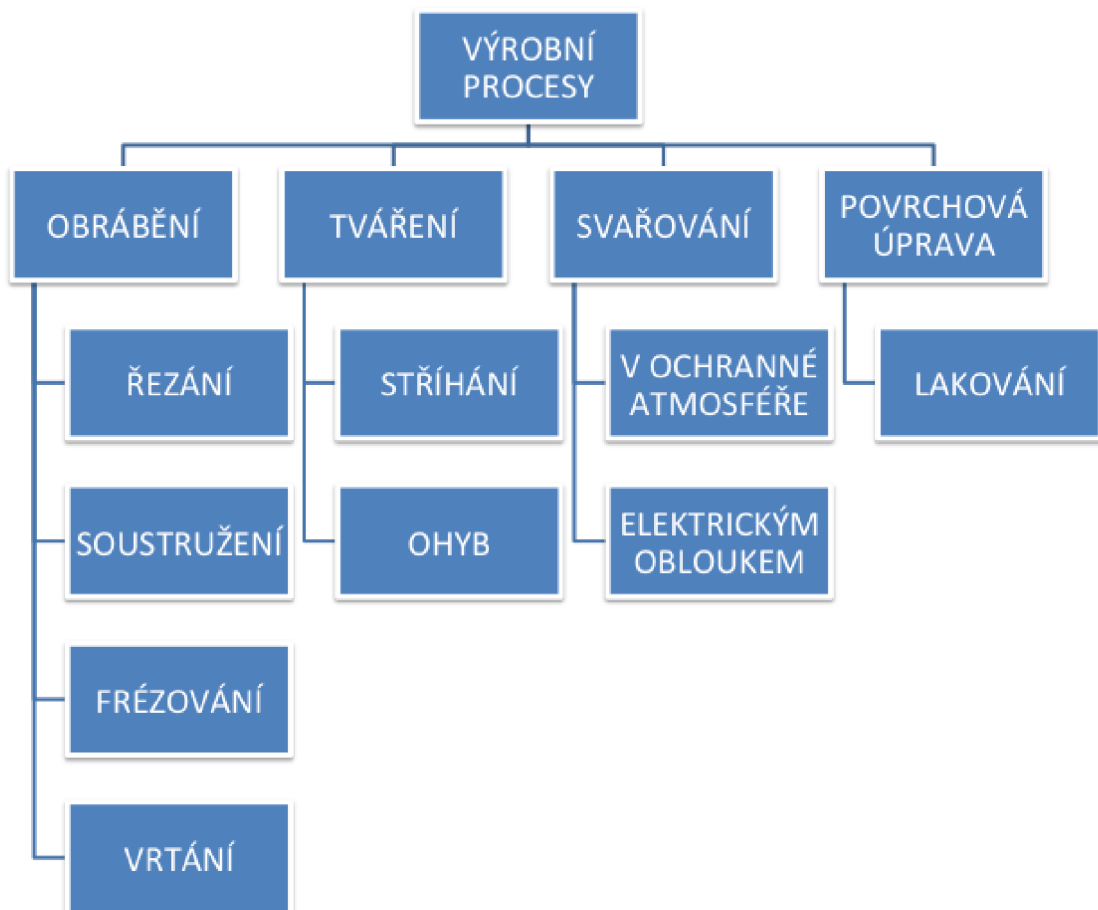 VÝROBNÍ
PROCESY
OBRÁBĚNÍ
TVÁŘENÍ
SVAŘOVÁNÍ
POVRCHOVÁ
ÚPRAVA
ŘEZÁNÍ
STŘÍHÁNÍ
V OCHRANNÉ
ATMOSFÉŘE
LAKOVÁNÍ
SOUSTRUŽENÍ
OHYB
ELEKTRICKÝM
OBLOUKEM
FRÉZOVÁNÍ
VRTÁNÍ